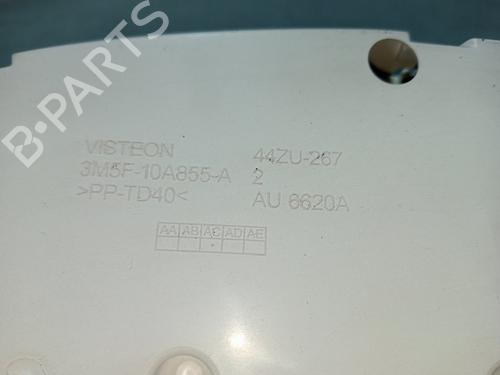 B-PARTS
VISTEON 44ZU-267
3M5F-10A855-A 2
>PP-TD40< AU 6620A
AA AB AC AD AE